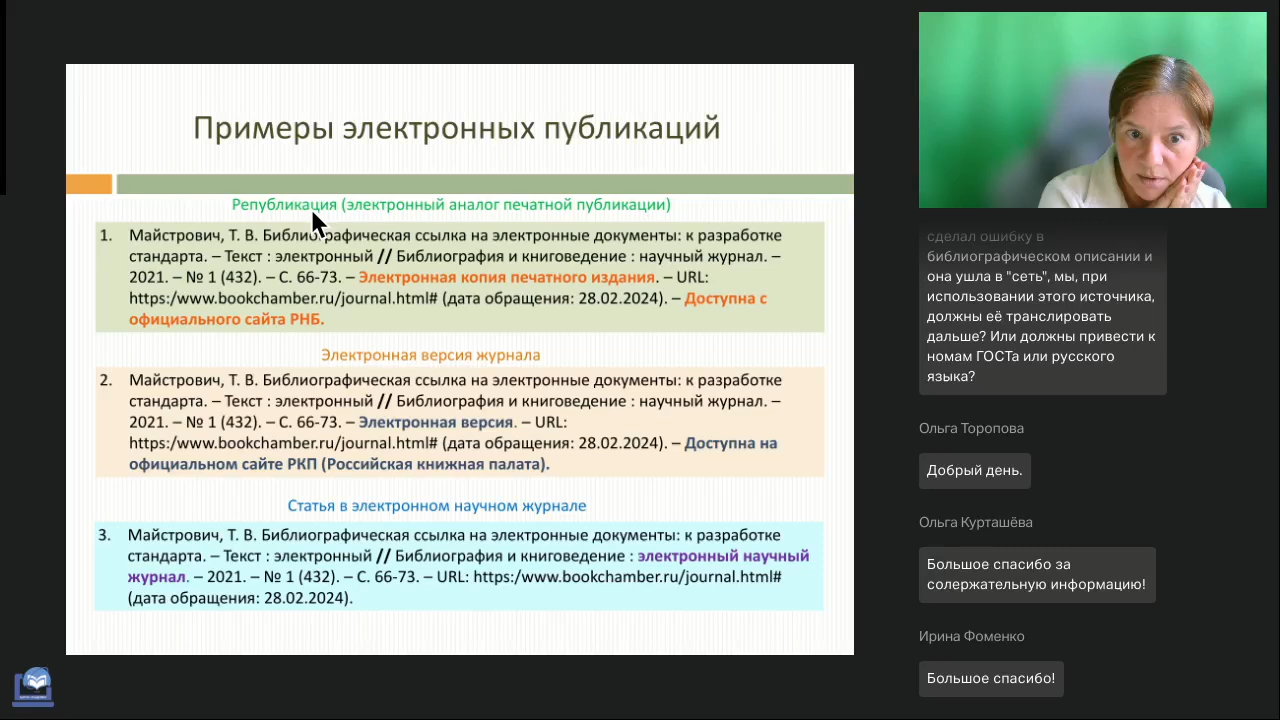 Примеры электронных публикаций
Републикация (электронный аналог печатной публикации)
1. Майстрович, Т. В. Библиографическая ссылка на электронные документы: к разработке
стандарта. – Текст : электронный // Библиография и книговедение : научный журнал. –
2021. – № 1 (432). – С. 66-73. – Электронная копия печатного издания. – URL:
https:/www.bookchamber.ru/journal.html# (дата обращения: 28.02.2024). – Доступна с
официального сайта РНБ.
Электронная версия журнала
2. Майстрович, Т. В. Библиографическая ссылка на электронные документы: к разработке
стандарта. – Текст : электронный // Библиография и книговедение : научный журнал. –
2021. – № 1 (432). – С. 66-73. – Электронная версия. – URL:
https:/www.bookchamber.ru/journal.html# (дата обращения: 28.02.2024). – Доступна на
официальном сайте РКП (Российская книжная палата).
Статья в электронном научном журнале
3. Майстрович, Т. В. Библиографическая ссылка на электронные документы: к разработке
стандарта. – Текст : электронный // Библиография и книговедение : электронный научный
журнал. – 2021. – № 1 (432). – С. 66-73. – URL: https:/www.bookchamber.ru/journal.html#
(дата обращения: 28.02.2024).
сделал ошибку в
библиографическом описании и
она ушла в "сеть", мы, при
использовании этого источника,
должны её транслировать
дальше? Или должны привести к
номам ГОСТа или русского
языка?
Ольга Торопова
Добрый день.
Ольга Курташёва
Большое спасибо за
содержательную информацию!
Ирина Фоменко
Большое спасибо!